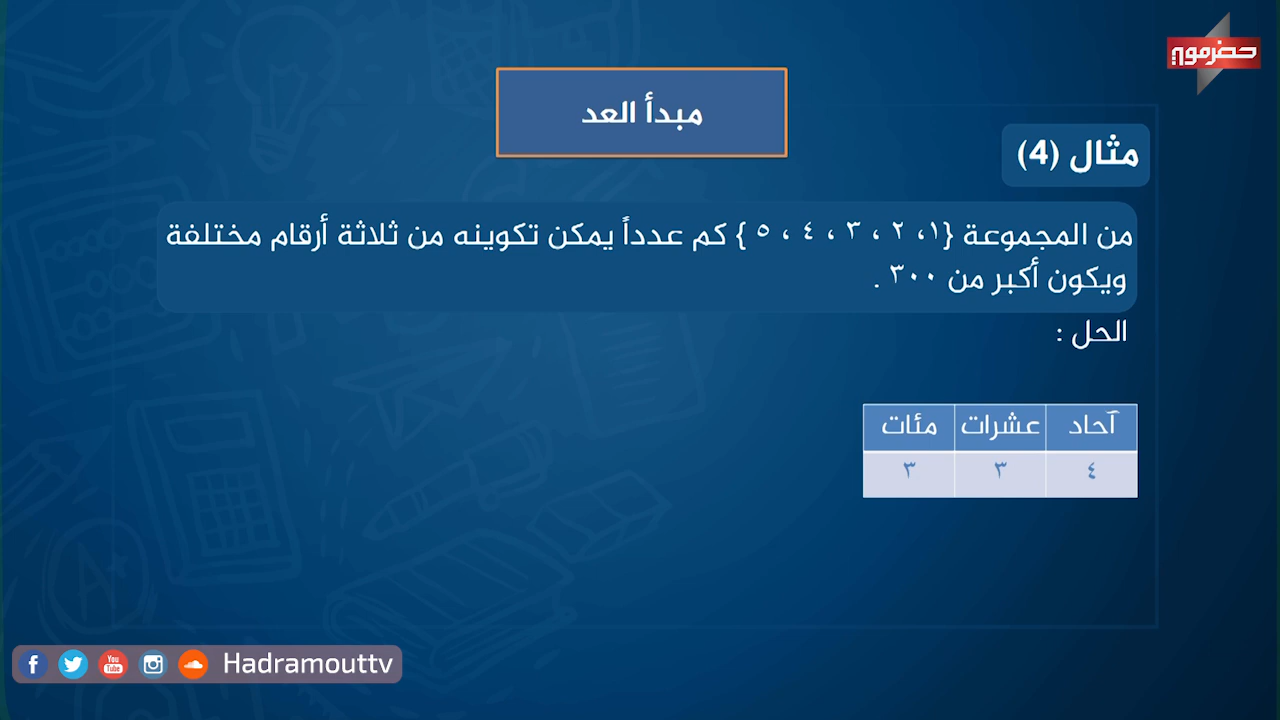 حضرموت
مبدأ العد
مثال (4)
من المجموعة {١، ٢ ، ٣ ، ٤ ، ٥ } كم عدداً يمكن تكوينه من ثلاثة أرقام مختلفة
ويكون أكبر من ٣٠٠ .
الحل :
آحاد عشرات مئات
٤ ٣ ٣
Hadramouttv